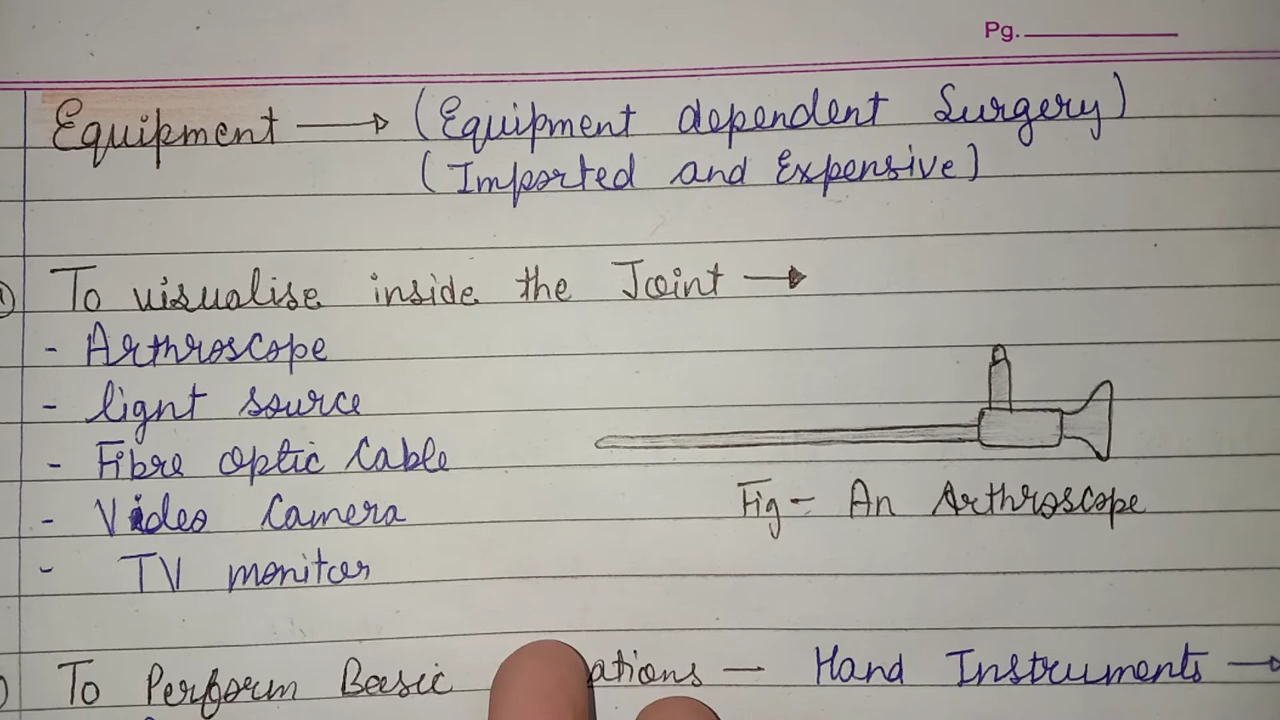 Pg.
Equipment → (Equipment dependent Surgery)
(Imported and Expensive)
To visualise inside the Joint →
- Arthroscope
- light source
- Fibre Optic Cable
- Video Camera
- TV monitor
Fig - An Arthroscope
To Perform Basic — Hand Instruments →